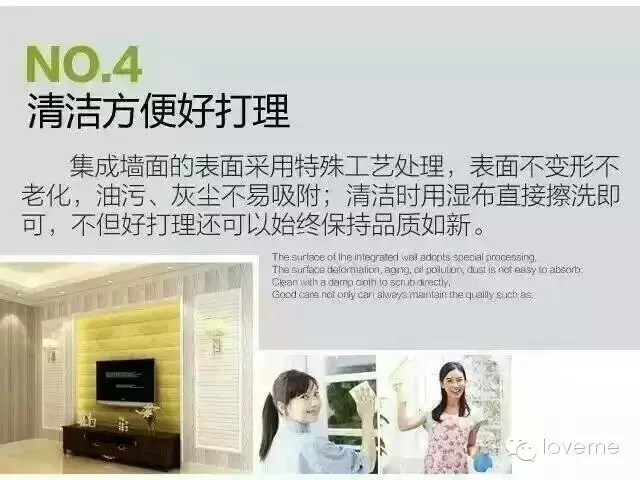 NO.4
清洁方便好打理
集成墙面的表面采用特殊工艺处理，表面不变形不
老化，油污、灰尘不易吸附；清洁时用湿布直接擦洗即
可，不但好打理还可以始终保持品质如新。
The surface of the integrated wall adopts special processing,
The surface deformation, aging, oil pollution, dust is not easy to absorb:
Clean with a damp cloth to scrub directly,
Good care not only can always maintain the quality such as.
loveme